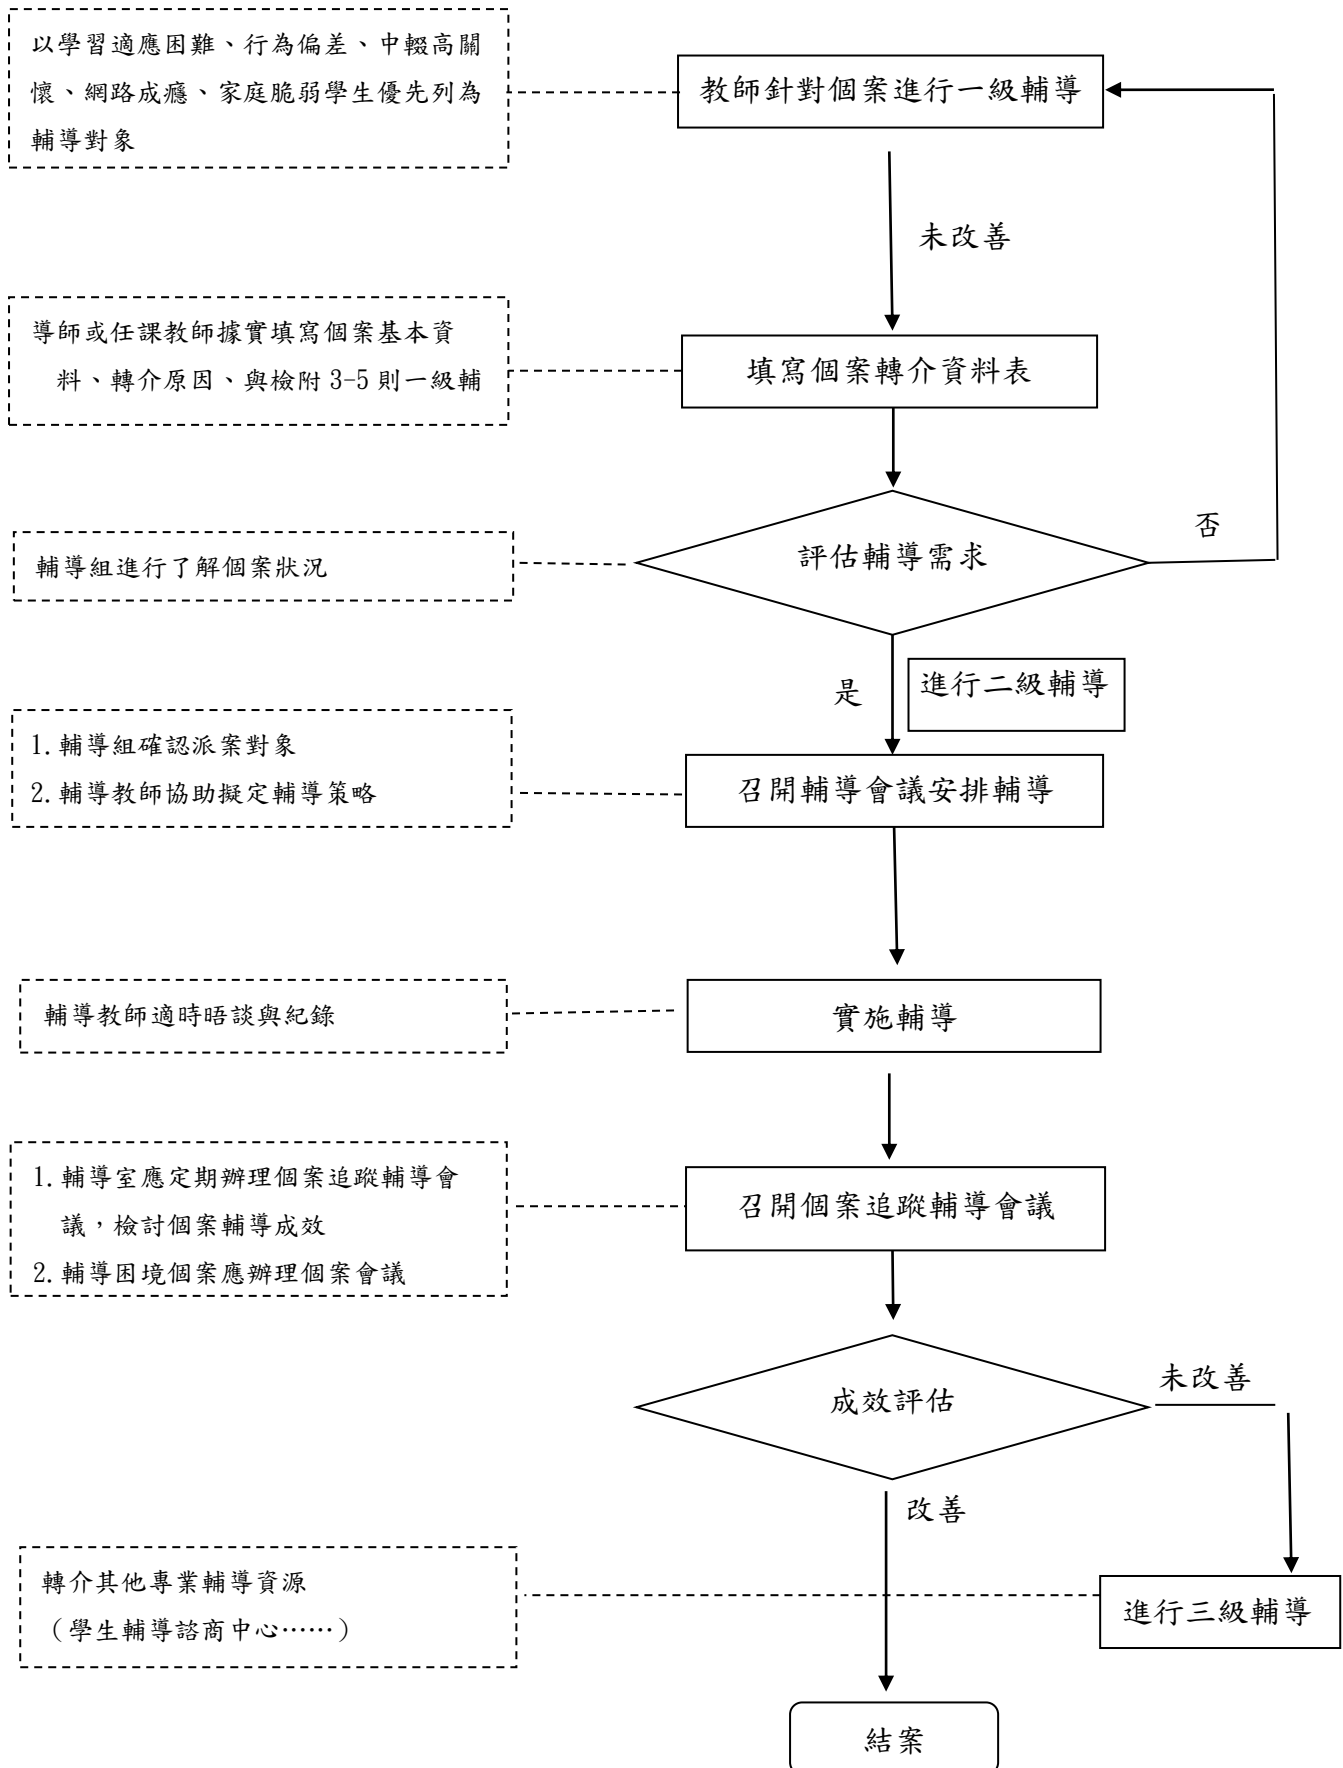 以學習適應困難、行為偏差、中輟高關
懷、網路成癮、家庭脆弱學生優先列為
輔導對象
教師針對個案進行一級輔導
未改善
導師或任課教師據實填寫個案基本資
料、轉介原因、與檢附 3-5 則一級輔
填寫個案轉介資料表
輔導組進行了解個案狀況
評估輔導需求
否
是
進行二級輔導
1.輔導組確認派案對象
2.輔導教師協助擬定輔導策略
召開輔導會議安排輔導
輔導教師適時晤談與紀錄
實施輔導
1.輔導室應定期辦理個案追蹤輔導會
議，檢討個案輔導成效
2.輔導困境個案應辦理個案會議
召開個案追蹤輔導會議
成效評估
未改善
改善
轉介其他專業輔導資源
（學生輔導諮商中心……）
進行三級輔導
結案